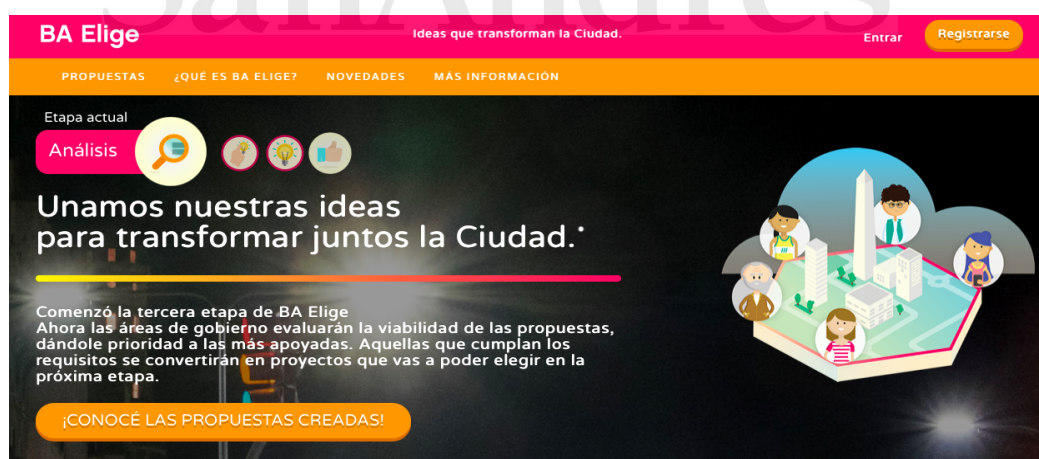 SanAndrés
BA Elige
Ideas que transforman la Ciudad.
Entrar
Registrarse
PROPUESTAS ¿QUÉ ES BA ELIGE? NOVEDADES MÁS INFORMACIÓN
Etapa actual
Análisis
Unamos nuestras ideas
para transformar juntos la Ciudad.
Comenzó la tercera etapa de BA Elige
Ahora las áreas de gobierno evaluarán la viabilidad de las propuestas,
dándole prioridad a las más apoyadas. Aquellas que cumplan los
requisitos se convertirán en proyectos que vas a poder elegir en la
próxima etapa.
¡CONOCÉ LAS PROPUESTAS CREADAS!